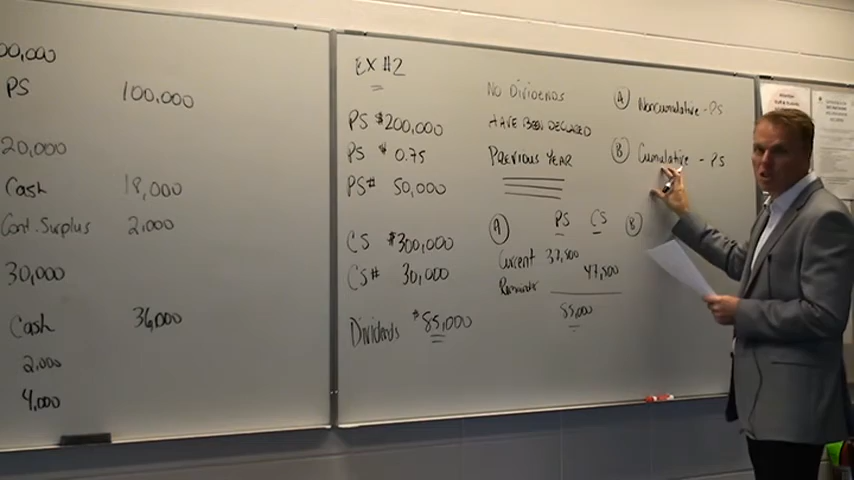 00,000
PS 100,000
20,000
Cash 18,000
Cont. Surplus 2,000
30,000
Cash 36,000
2,000
4,000
EX #2
PS $200,000
PS $0.75
PS# 50,000
CS $300,000
CS# 30,000
Dividends $85,000
No Dividends
HAVE BEEN DECLARED
PREVIOUS YEAR
A Noncumulative - PS
B Cumulative - PS
A PS CS
Current 37,500
Remainder 47,500
85,000
B